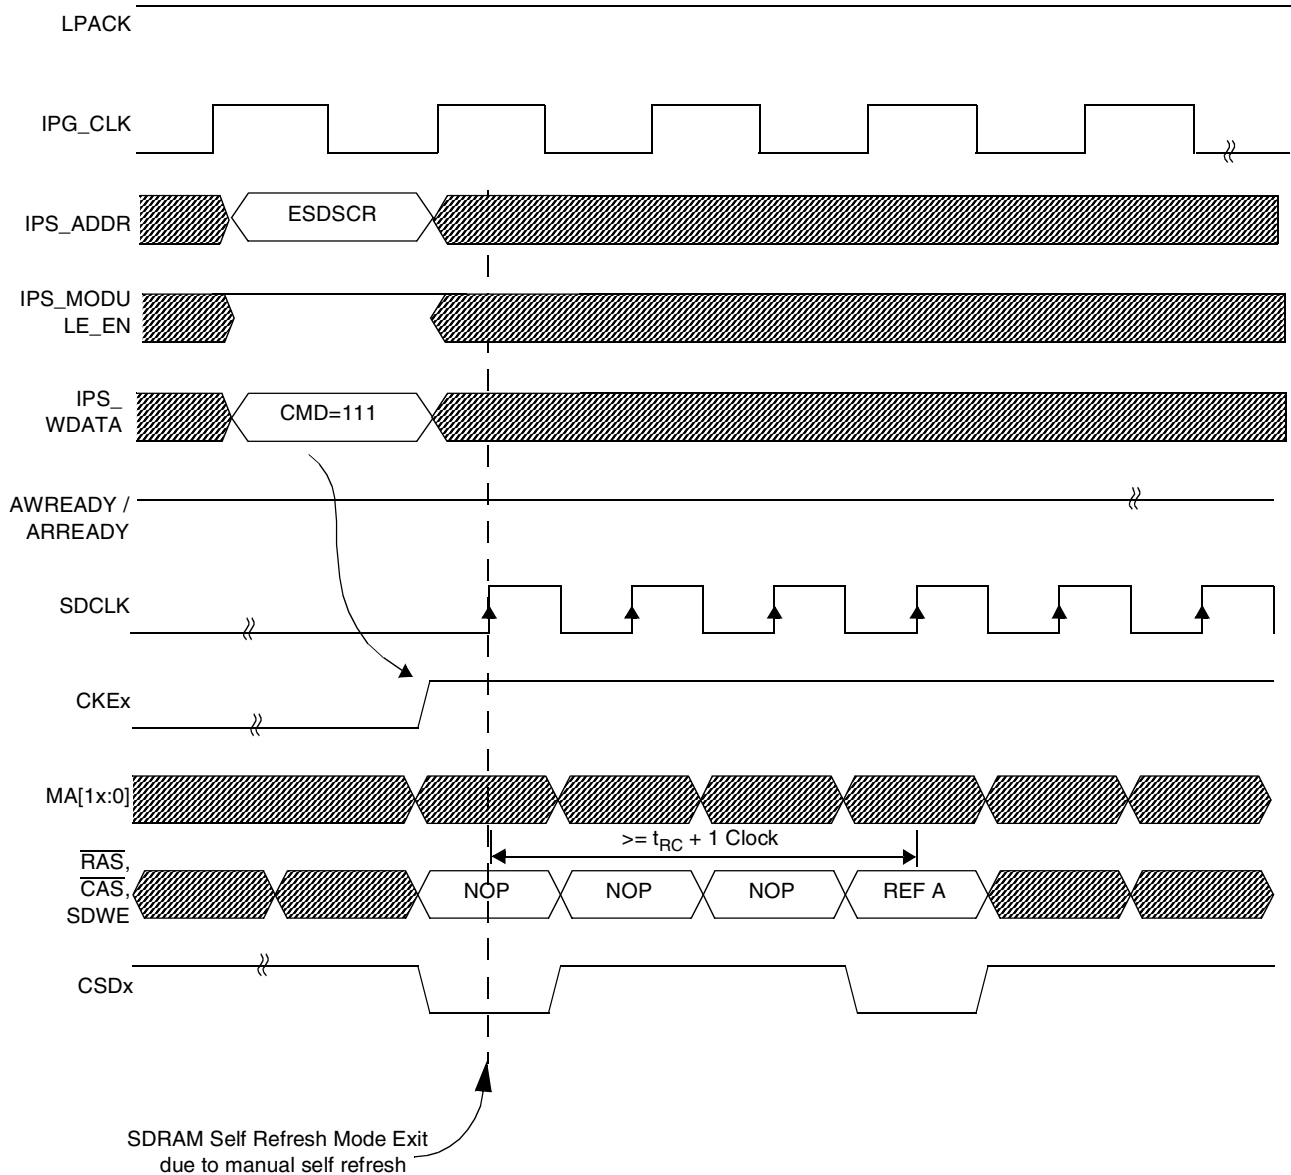 LPACK
IPG_CLK
IPS_ADDR
ESDSCR
IPS_MODU
LE_EN
IPS_
WDATA
CMD=111
AWREADY /
ARREADY
SDCLK
CKEx
MA[1x:0]
>= tRC + 1 Clock
RAS,
CAS,
SDWE
NOP
NOP
NOP
REF A
CSDx
SDRAM Self Refresh Mode Exit
due to manual self refresh